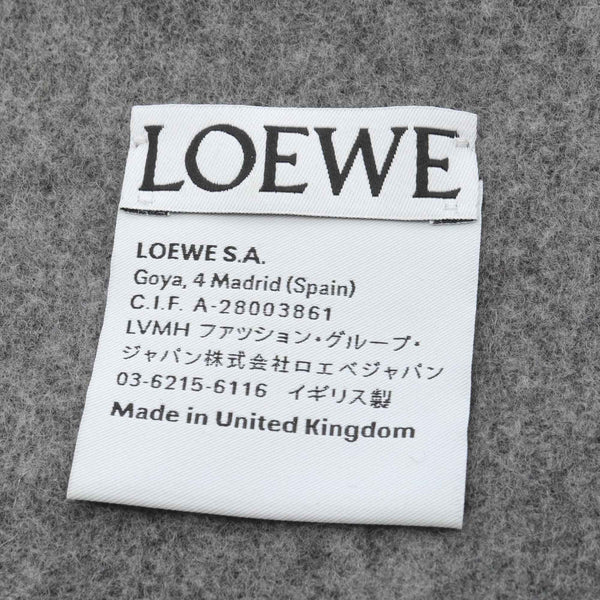 LOEWE
LOEWE S.A.
Goya, 4 Madrid (Spain)
C.I.F. A-28003861
LVMH ファッション・グループ・
ジャパン株式会社ロエベジャパン
03-6215-6116 イギリス製
Made in United Kingdom